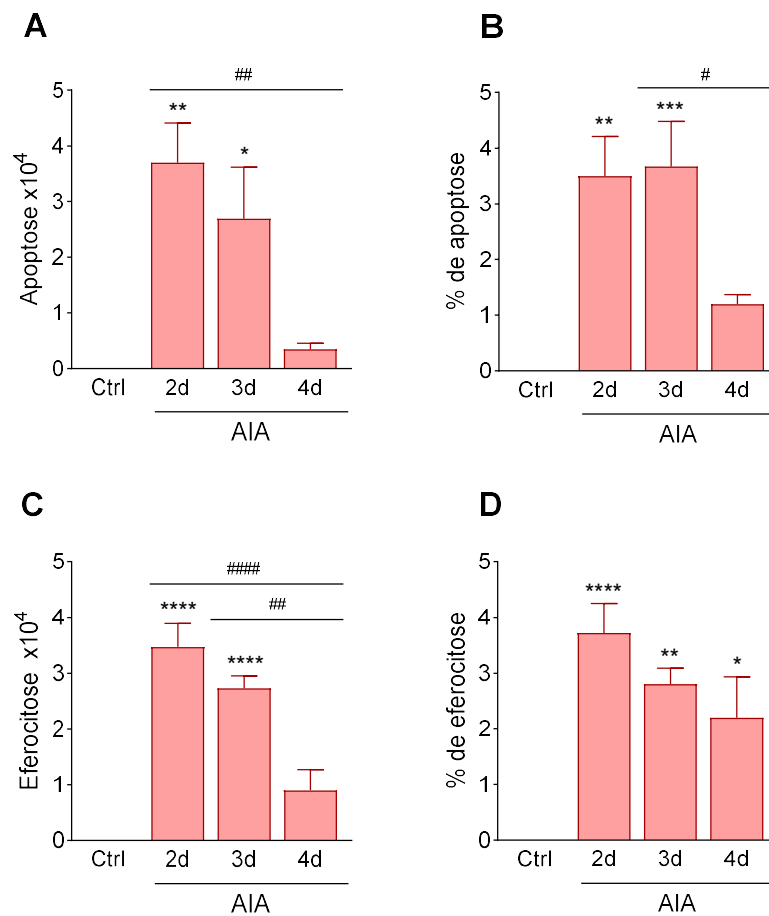 A
##
5
**
4
*
3
2
1
0
Apoptose x10⁴
Ctrl 2d 3d 4d
AIA
B
#
5
***
**
4
3
2
1
0
% de apoptose
Ctrl 2d 3d 4d
AIA
C
5
####
4
****
##
3
****
2
1
0
Eferocitose x10⁴
Ctrl 2d 3d 4d
AIA
D
5
****
4
**
3
*
2
1
0
% de eferocitose
Ctrl 2d 3d 4d
AIA